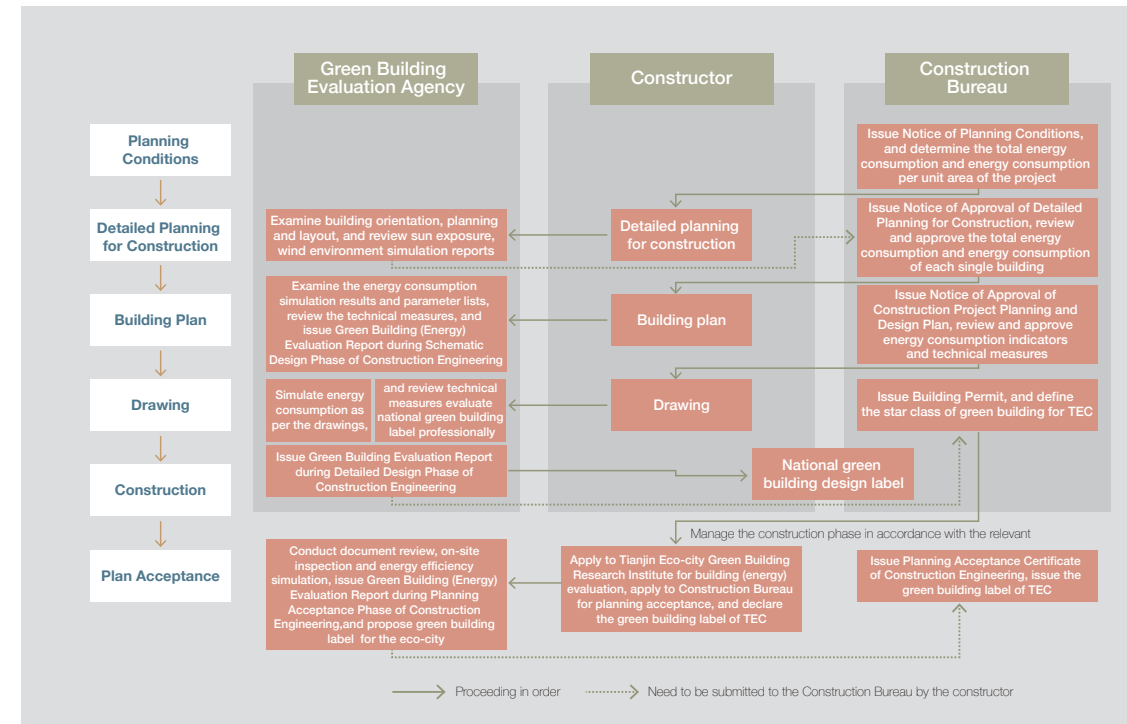 Green Building
Evaluation Agency
Constructor
Construction
Bureau
Planning
Conditions
Issue Notice of Planning Conditions,
and determine the total energy
consumption and energy consumption
per unit area of the project
Detailed Planning
for Construction
Examine building orientation, planning
and layout, and review sun exposure,
wind environment simulation reports
Detailed planning
for construction
Issue Notice of Approval of Detailed
Planning for Construction, review
and approve the total energy
consumption and energy consumption
of each single building
Building Plan
Examine the energy consumption
simulation results and parameter lists,
review the technical measures, and
issue Green Building (Energy)
Evaluation Report during Schematic
Design Phase of Construction Engineering
Building plan
Issue Notice of Approval of
Construction Project Planning and
Design Plan, review and approve
energy consumption indicators
and technical measures
Drawing
Simulate energy
consumption as
per the drawings,
and review technical
measures evaluate
national green building
label professionally
Drawing
Issue Building Permit, and define
the star class of green building for TEC
Construction
Issue Green Building Evaluation Report
during Detailed Design Phase of
Construction Engineering
National green
building design label
Manage the construction phase in accordance with the relevant
Plan Acceptance
Conduct document review, on-site
inspection and energy efficiency
simulation, issue Green Building (Energy)
Evaluation Report during Planning
Acceptance Phase of Construction
Engineering,and propose green building
label for the eco-city
Apply to Tianjin Eco-city Green Building
Research Institute for building (energy)
evaluation, apply to Construction Bureau
for planning acceptance, and declare
the green building label of TEC
Issue Planning Acceptance Certificate
of Construction Engineering, issue the
green building label of TEC
Proceeding in order
Need to be submitted to the Construction Bureau by the constructor